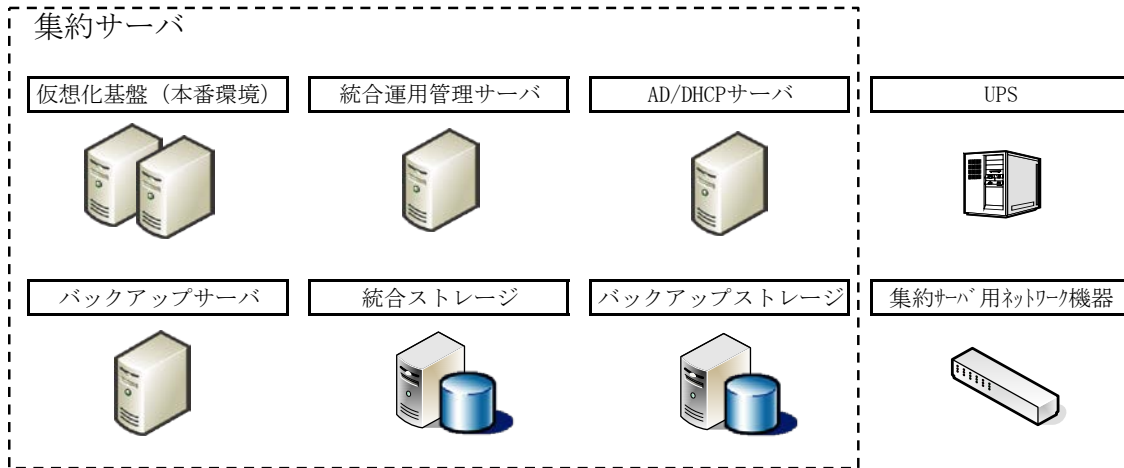 集約サーバ
仮想化基盤（本番環境）
統合運用管理サーバ
AD/DHCPサーバ
UPS
バックアップサーバ
統合ストレージ
バックアップストレージ
集約ｻｰﾊﾞ用ﾈｯﾄﾜｰｸ機器